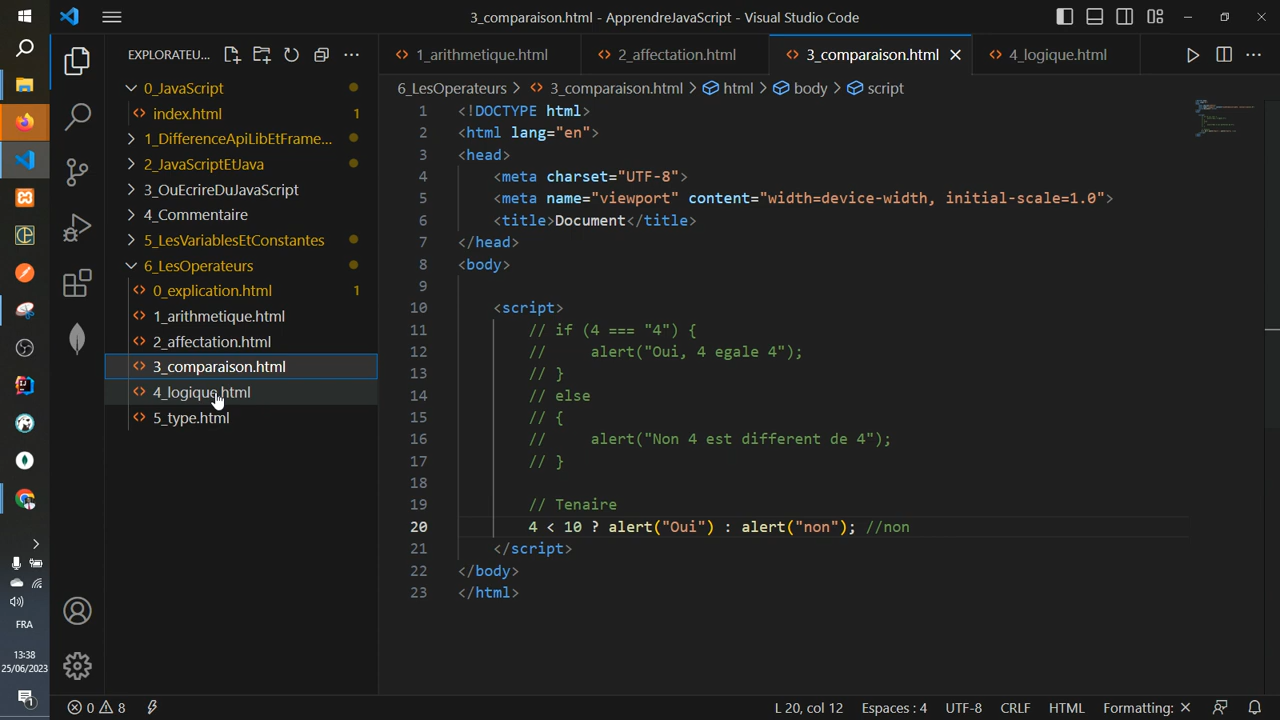 3_comparaison.html - ApprendreJavaScript - Visual Studio Code
EXPLORATEU...
0_JavaScript
index.html 1
1_DifferenceApiLibEtFrame...
2_JavaScriptEtJava
3_OuEcrireDuJavaScript
4_Commentaire
5_LesVariablesEtConstantes
6_LesOperateurs
0_explication.html 1
1_arithmetique.html
2_affectation.html
3_comparaison.html
4_logique.html
5_type.html
1_arithmetique.html 2_affectation.html 3_comparaison.html 4_logique.html
6_LesOperateurs > 3_comparaison.html > html > body > script
1 <!DOCTYPE html>
2 <html lang="en">
3 <head>
4 <meta charset="UTF-8">
5 <meta name="viewport" content="width=device-width, initial-scale=1.0">
6 <title>Document</title>
7 </head>
8 <body>
9
10 <script>
11 // if (4 === "4") {
12 //     alert("Oui, 4 egale 4");
13 // }
14 // else
15 // {
16 //     alert("Non 4 est different de 4");
17 // }
18
19 // Tenaire
20 4 < 10 ? alert("Oui") : alert("non"); //non
21 </script>
22 </body>
23 </html>
FRA
13:38
25/06/2023
1
0 8 L 20, col 12 Espaces : 4 UTF-8 CRLF HTML Formatting: ×